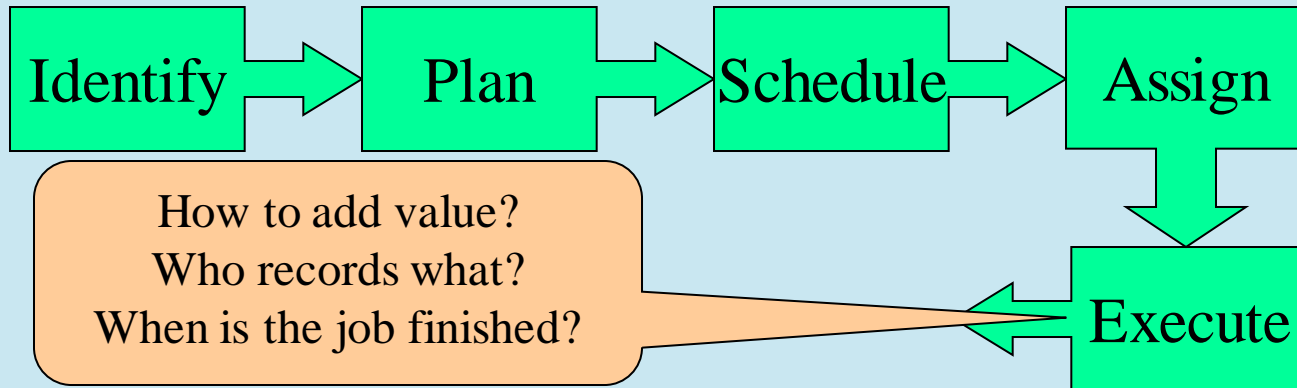 Identify
Plan
Schedule
Assign
How to add value?
Who records what?
When is the job finished?
Execute